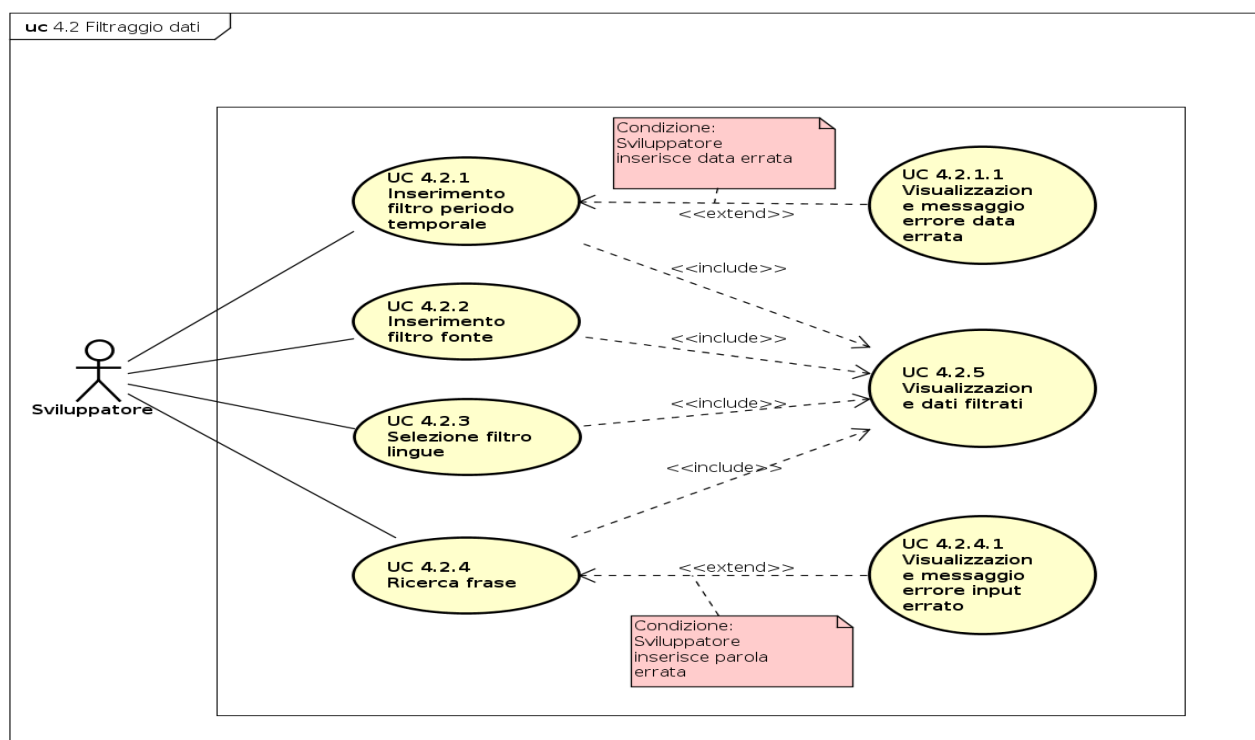 uc 4.2 Filtraggio dati
Condizione:
Sviluppatore
inserisce data errata
UC 4.2.1
Inserimento
filtro periodo
temporale
UC 4.2.1.1
Visualizzazion
e messaggio
errore data
errata
<<extend>>
<<include>>
UC 4.2.2
Inserimento
filtro fonte
<<include>>
UC 4.2.5
Visualizzazion
e dati filtrati
Sviluppatore
UC 4.2.3
Selezione filtro
lingue
<<include>>
<<include>>
UC 4.2.4
Ricerca frase
UC 4.2.4.1
Visualizzazion
e messaggio
errore input
errato
<<extend>>
Condizione:
Sviluppatore
inserisce parola
errata